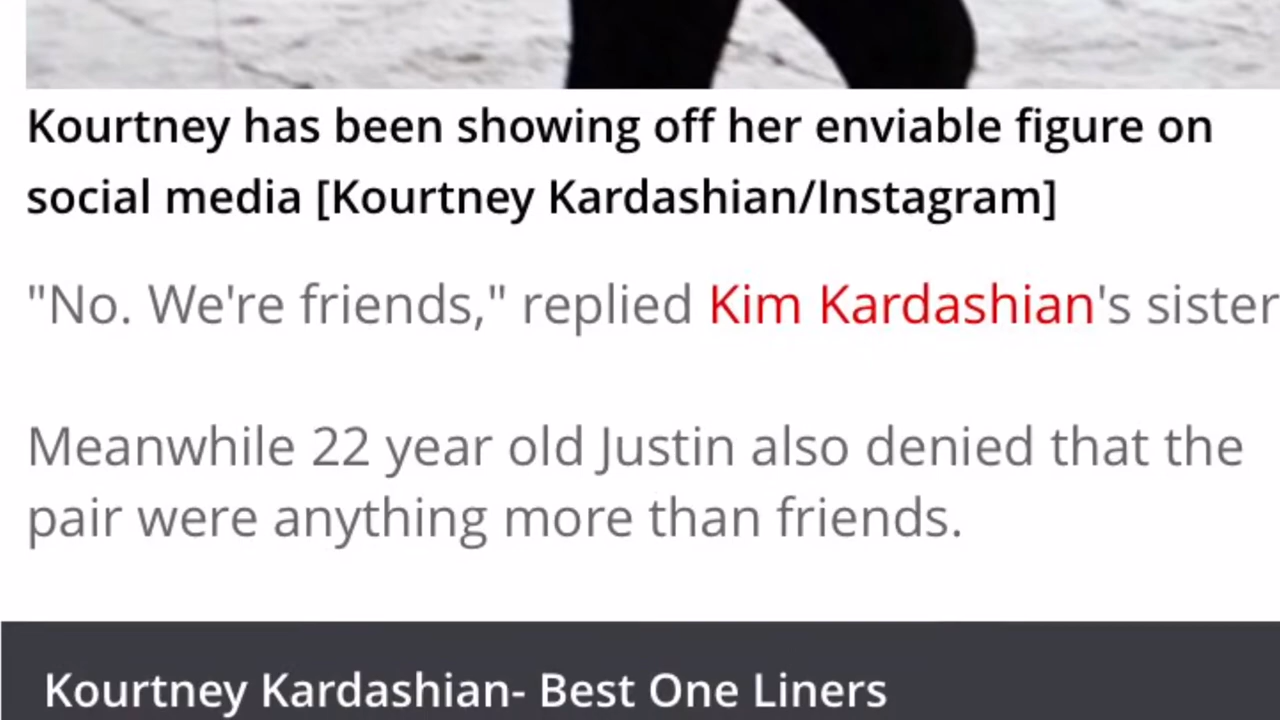 Kourtney has been showing off her enviable figure on
social media [Kourtney Kardashian/Instagram]
"No. We're friends," replied Kim Kardashian's sister
Meanwhile 22 year old Justin also denied that the
pair were anything more than friends.
Kourtney Kardashian- Best One Liners